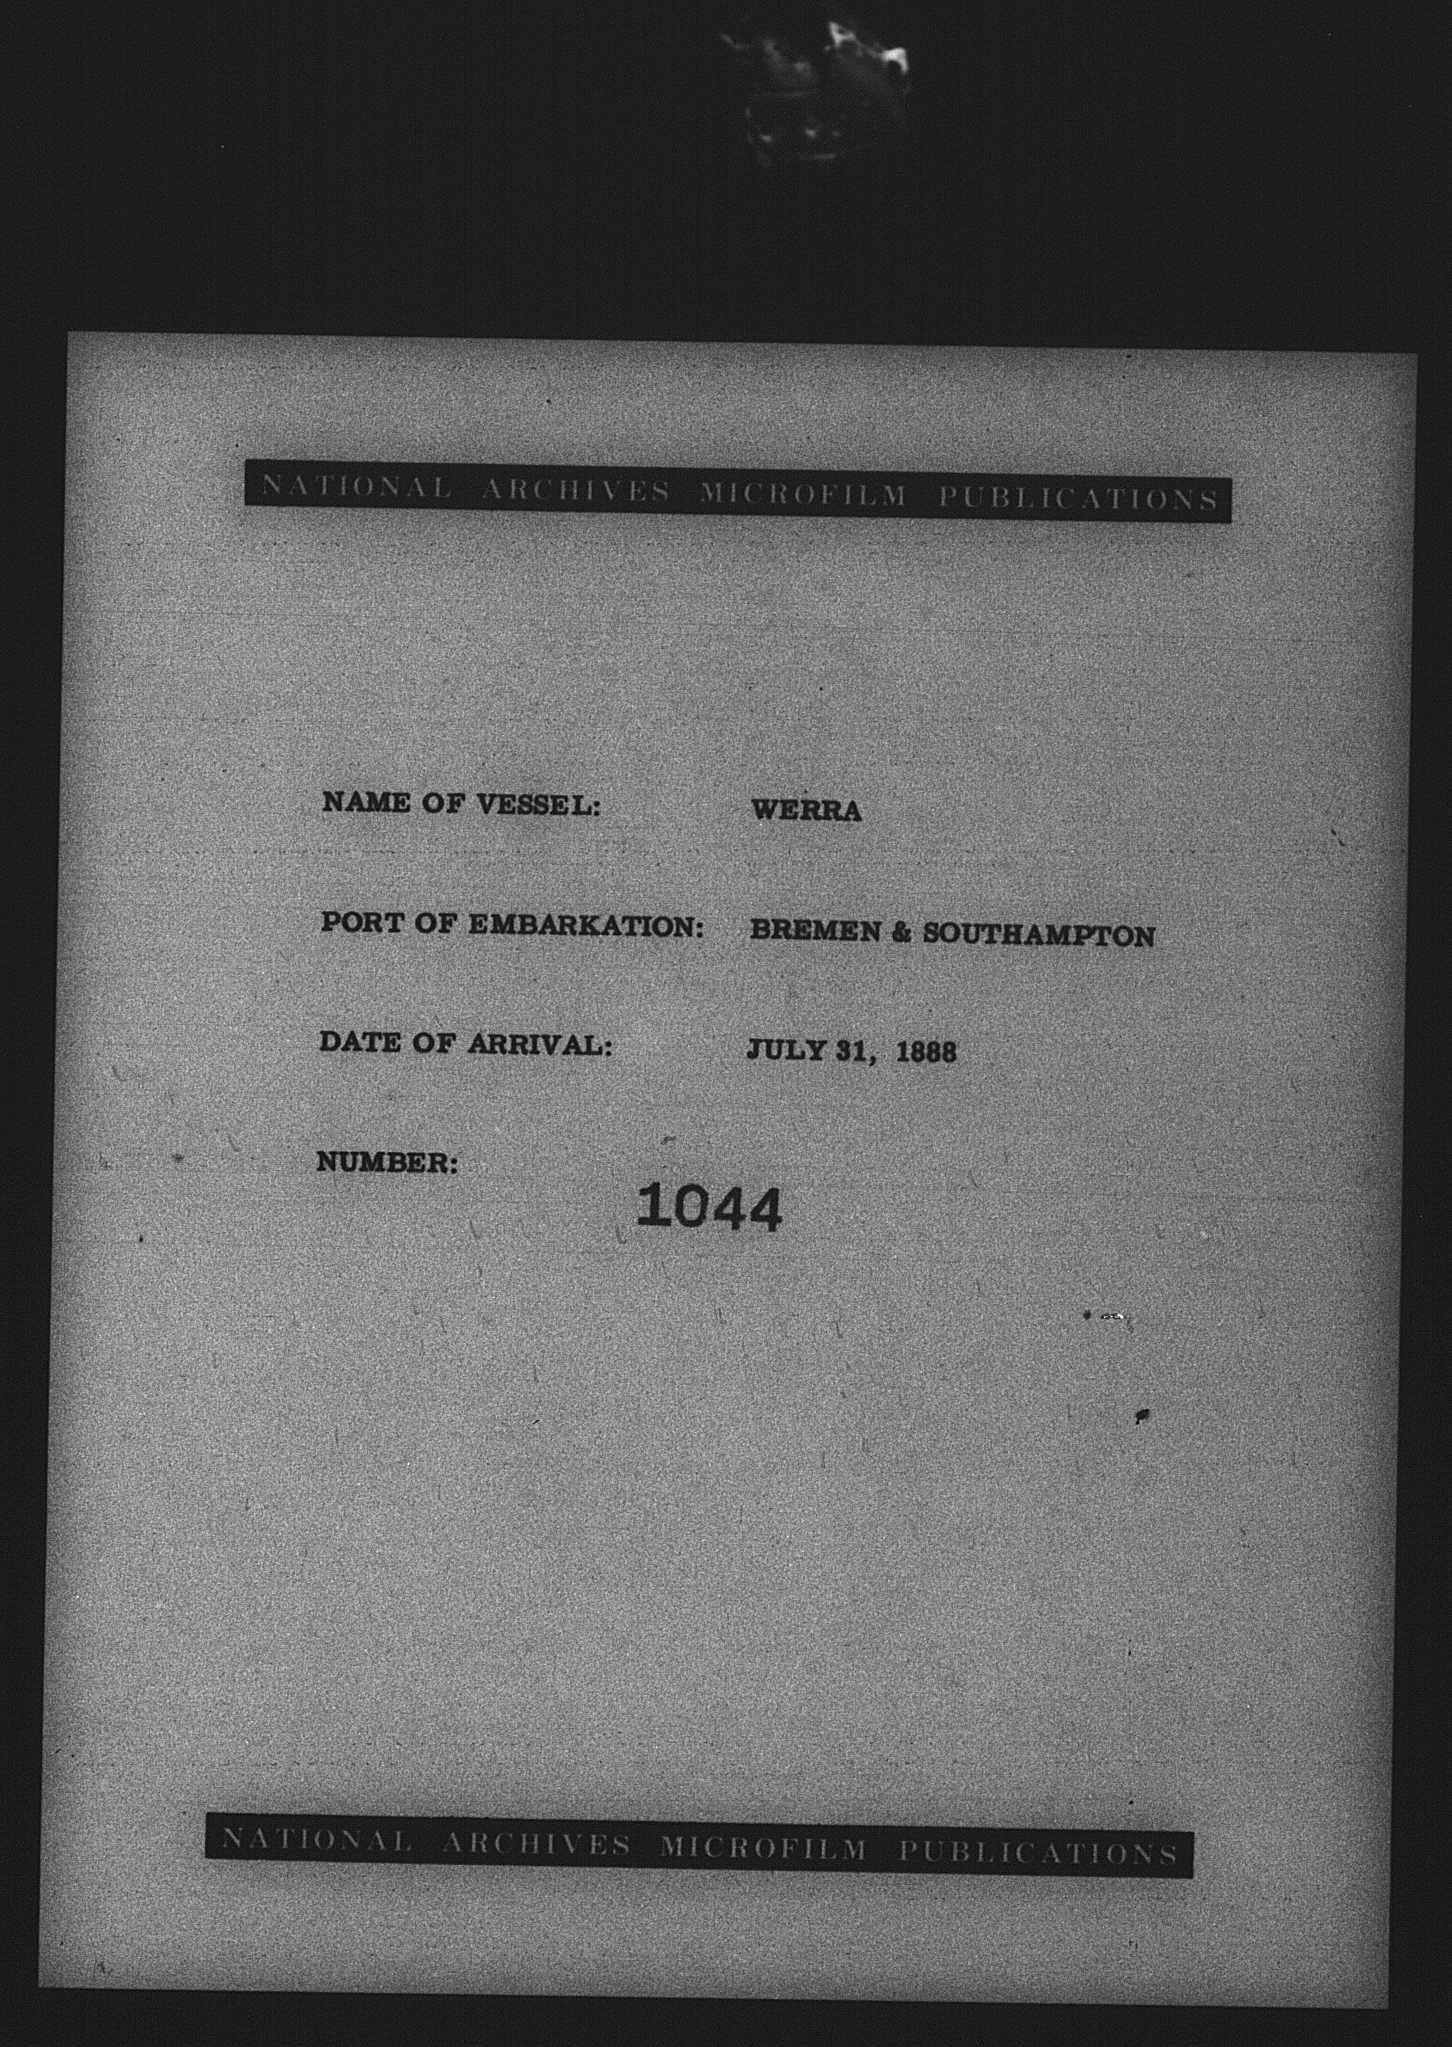 NATIONAL ARCHIVES MICROFILM PUBLICATIONS
NAME OF VESSEL: WERRA
PORT OF EMBARKATION: BREMEN & SOUTHAMPTON
DATE OF ARRIVAL: JULY 31, 1888
NUMBER:
1044
NATIONAL ARCHIVES MICROFILM PUBLICATIONS